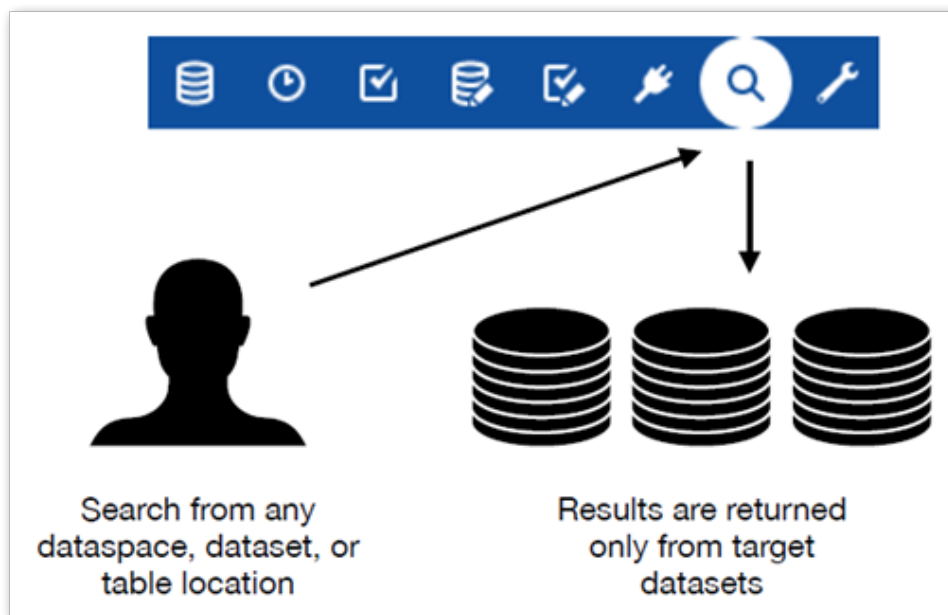 Search from any
dataspace, dataset, or
table location
Results are returned
only from target
datasets